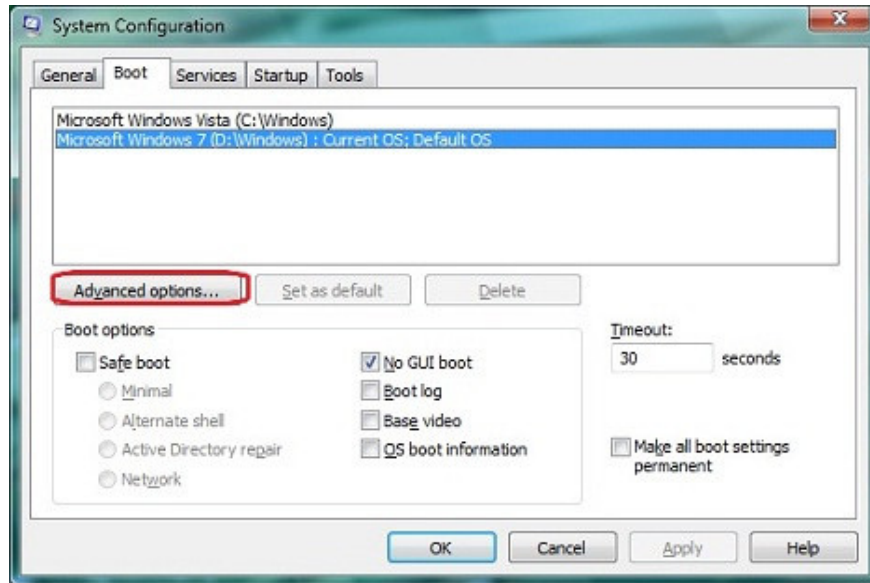 System Configuration
General Boot Services Startup Tools
Microsoft Windows Vista (C:\Windows)
Microsoft Windows 7 (D:\Windows) : Current OS; Default OS
Advanced options... Set as default Delete
Boot options
Timeout:
Safe boot No GUI boot 30 seconds
Minimal Boot log
Alternate shell Base video
Active Directory repair OS boot information Make all boot settings
permanent
Network
OK Cancel Apply Help